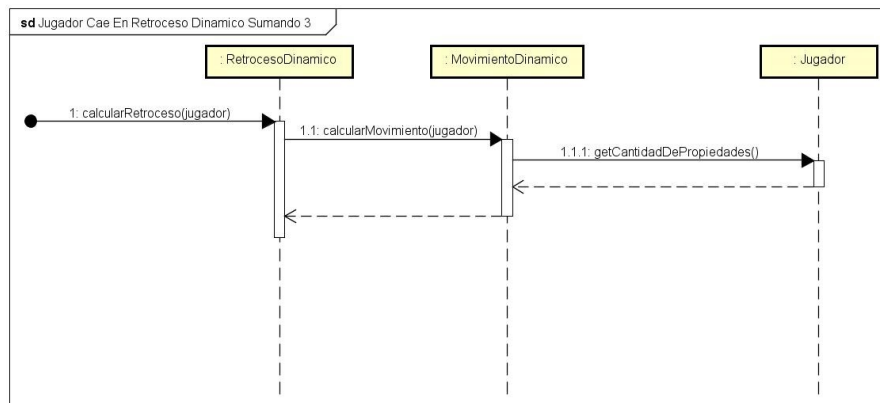 sd Jugador Cae En Retroceso Dinamico Sumando 3
: RetrocesoDinamico
: MovimientoDinamico
: Jugador
1: calcularRetroceso(jugador)
1.1: calcularMovimiento(jugador)
1.1.1: getCantidadDePropiedades()